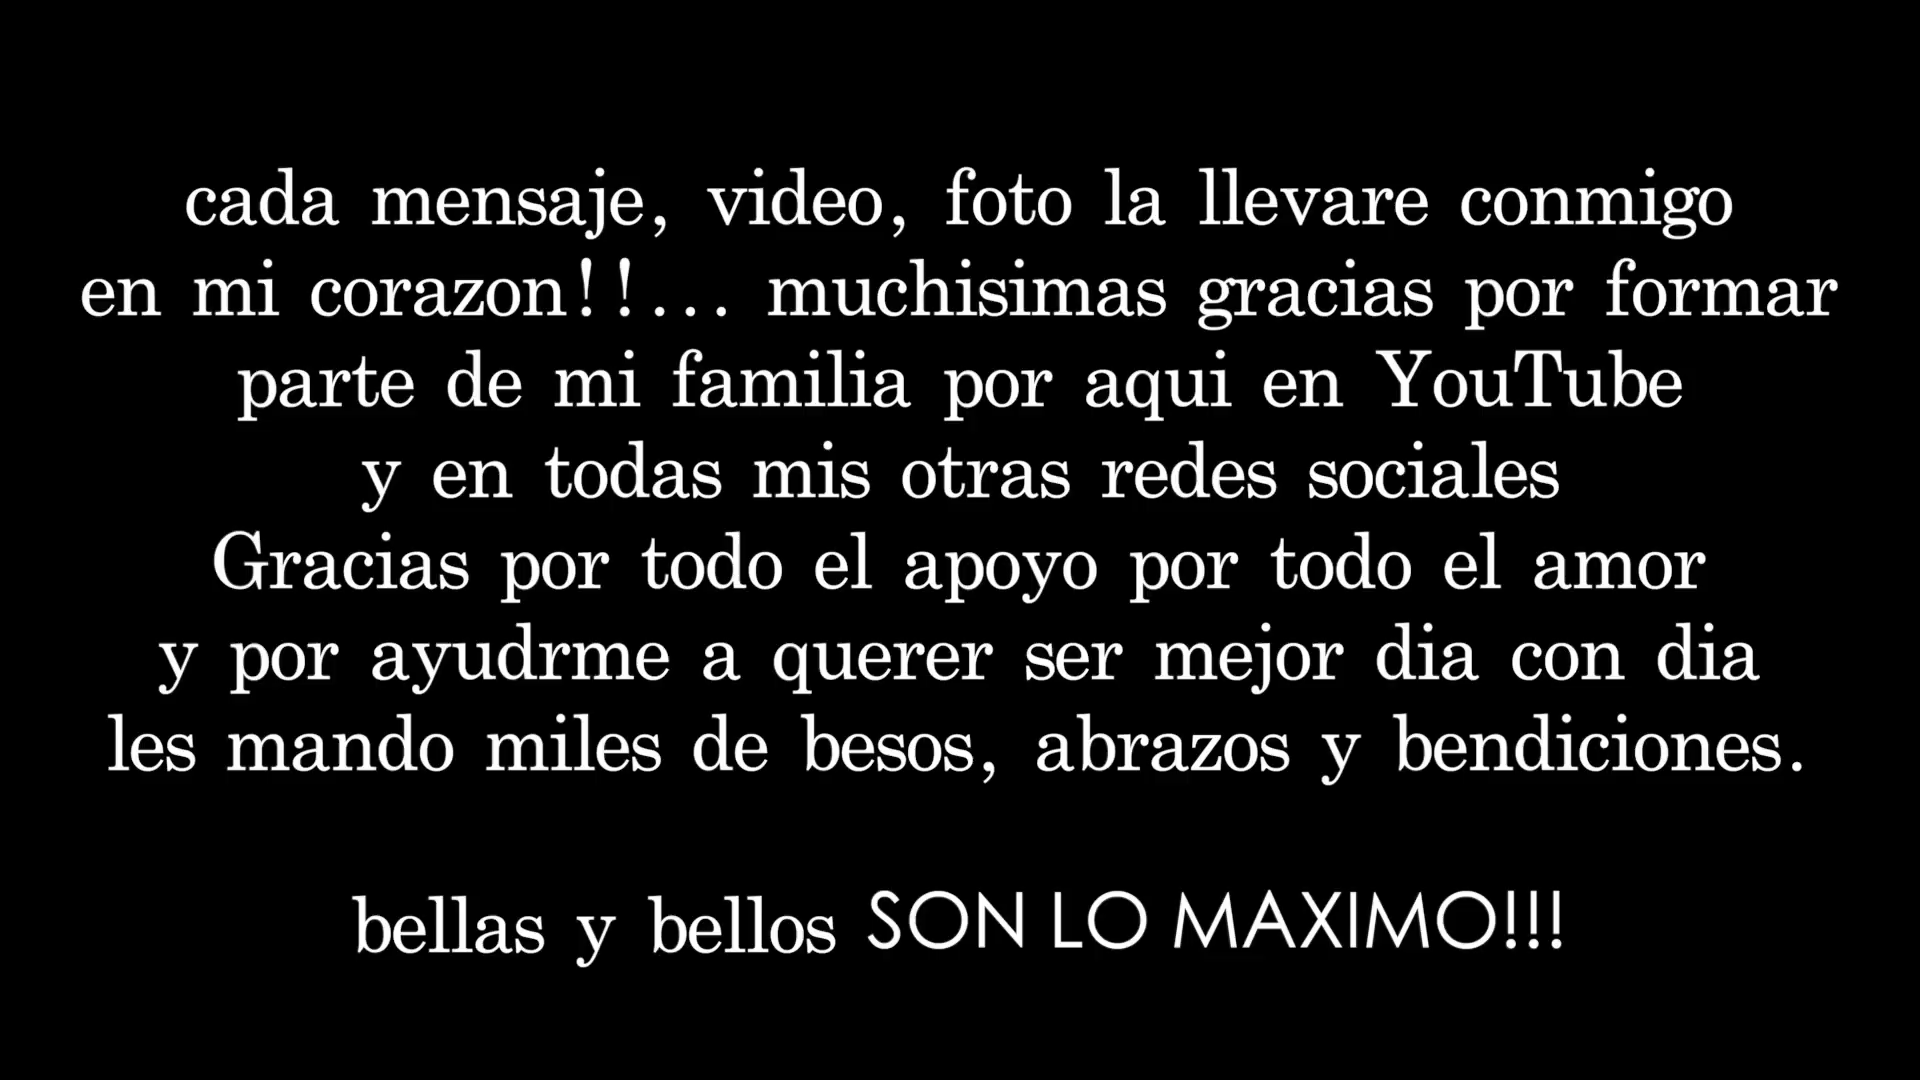 cada mensaje, video, foto la llevare conmigo
en mi corazon!!... muchisimas gracias por formar
parte de mi familia por aqui en YouTube
y en todas mis otras redes sociales
Gracias por todo el apoyo por todo el amor
y por ayudrme a querer ser mejor dia con dia
les mando miles de besos, abrazos y bendiciones.
bellas y bellos SON LO MAXIMO!!!